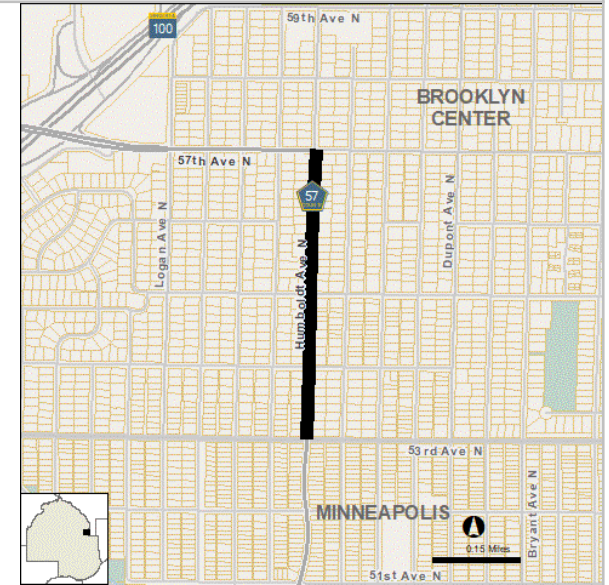 59th Ave N
100
BROOKLYN
CENTER
57th Ave N
57
Logan Ave N
Dupont Ave N
Humboldt Ave N
53rd Ave N
MINNEAPOLIS
Bryant Ave N
0.15 Miles
51st Ave N